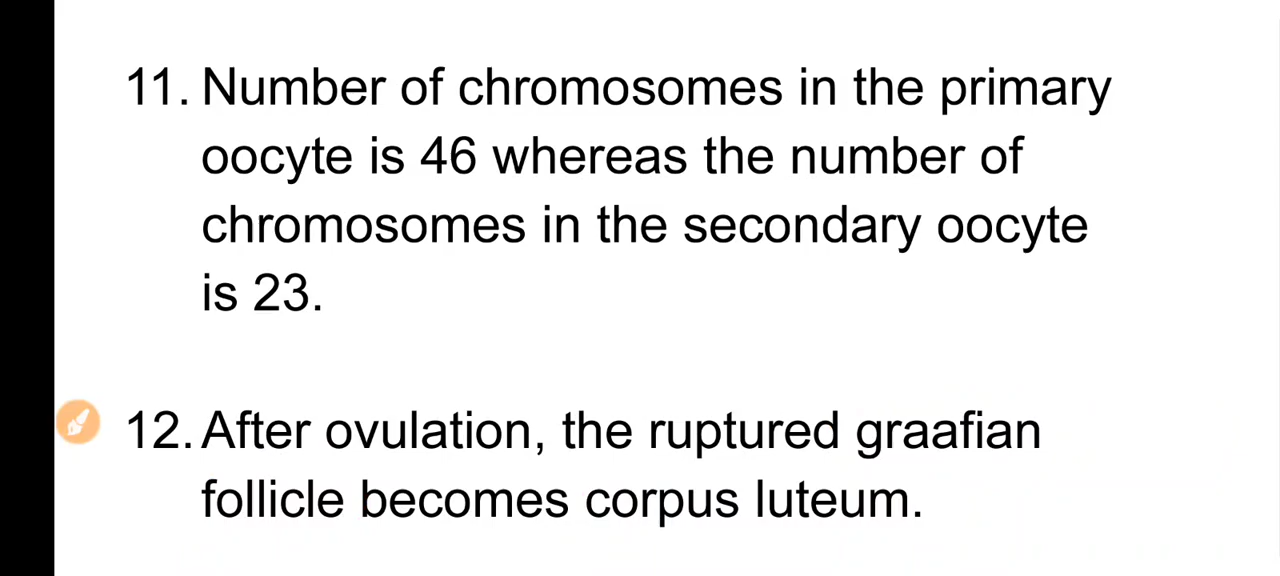 11. Number of chromosomes in the primary
oocyte is 46 whereas the number of
chromosomes in the secondary oocyte
is 23.
12. After ovulation, the ruptured graafian
follicle becomes corpus luteum.